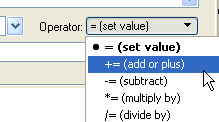 Operator: = (set value)
= (set value)
+= (add or plus)
-= (subtract)
*= (multiply by)
/= (divide by)